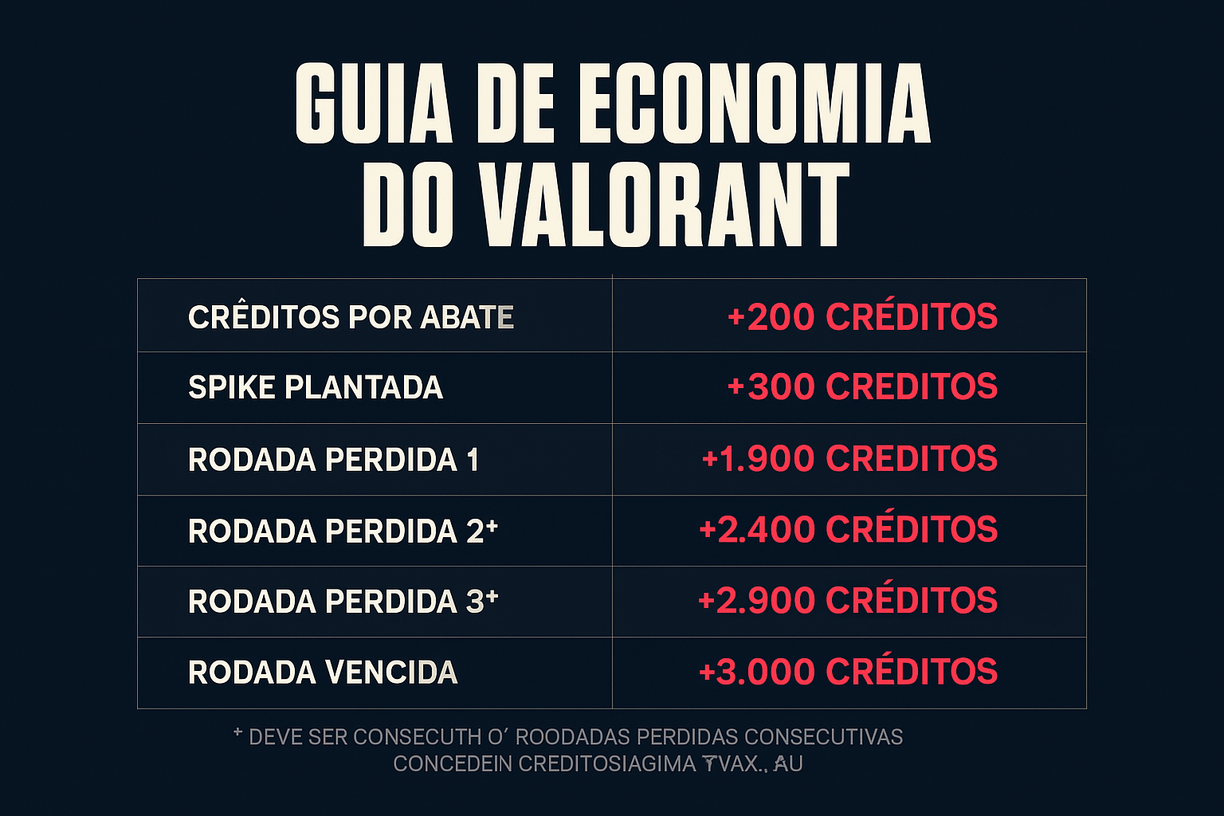 GUIA DE ECONOMIA
DO VALORANT
CRÊDITOS POR ABATE
+200 CRÉDITOS
SPIKE PLANTADA
+300 CREDITOS
RODADA PERDIDA 1
+1.900 CREDITOS
RODADA PERDIDA 2+
+2.400 CRÉDITOS
RODADA PERDIDA 3+
+2.900 CRÉDITOS
RODADA VENCIDA
+3.000 CRÉDITOS
+ DEVE SER CONSECUTH O´ ROODADAS PERDIDAS CONSECUTIVAS
CONCEDEIN CREDITOSIAGIMA